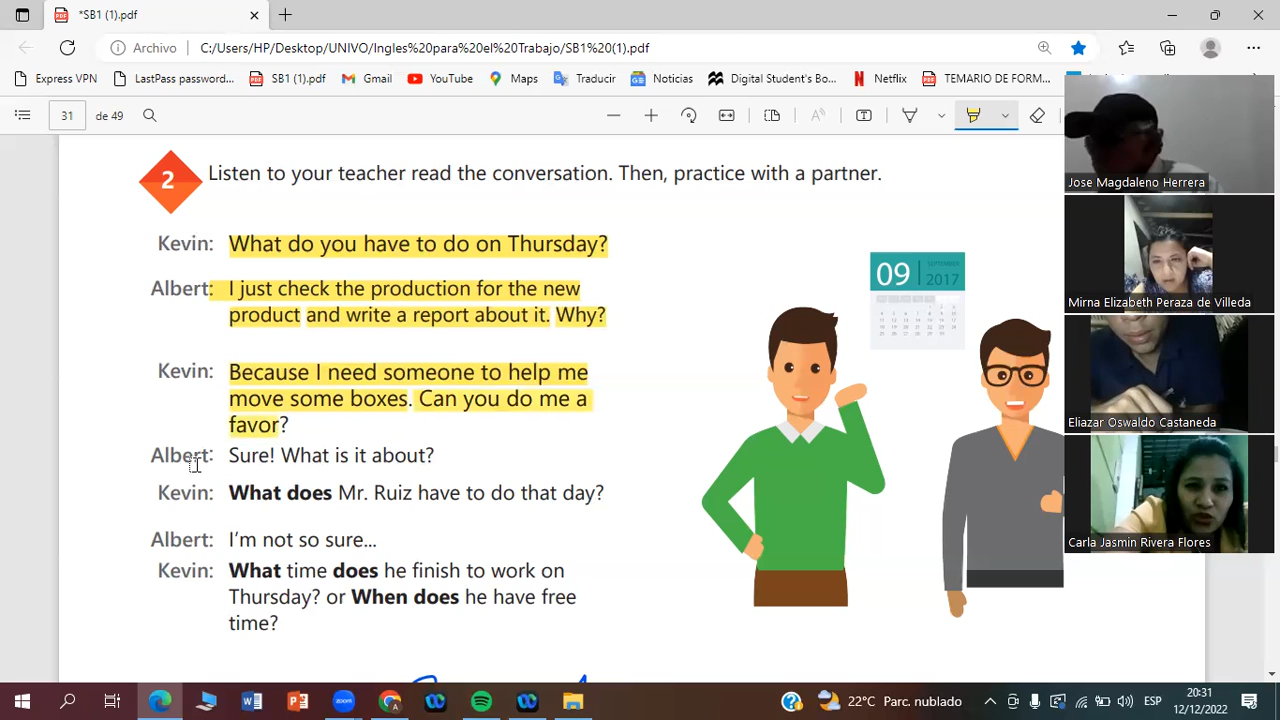 *SB1 (1).pdf
Archivo C:/Users/HP/Desktop/UNIVO/Ingles%20para%20el%20Trabajo/SB1%20(1).pdf
Express VPN LastPass password... SB1 (1).pdf Gmail YouTube Maps Traducir Noticias Digital Student's Bo... Netflix TEMARIO DE FORM...
31 de 49
2 Listen to your teacher read the conversation. Then, practice with a partner.
Kevin: What do you have to do on Thursday?
Albert: I just check the production for the new
product and write a report about it. Why?
Kevin: Because I need someone to help me
move some boxes. Can you do me a
favor?
Albert: Sure! What is it about?
Kevin: What does Mr. Ruiz have to do that day?
Albert: I'm not so sure...
Kevin: What time does he finish to work on
Thursday? or When does he have free
time?
09 SEPTEMBER
2017
Jose Magdaleno Herrera
Mirna Elizabeth Peraza de Villeda
Eliazar Oswaldo Castaneda
Carla Jasmin Rivera Flores
zoom
22°C Parc. nublado
ESP
20:31
12/12/2022